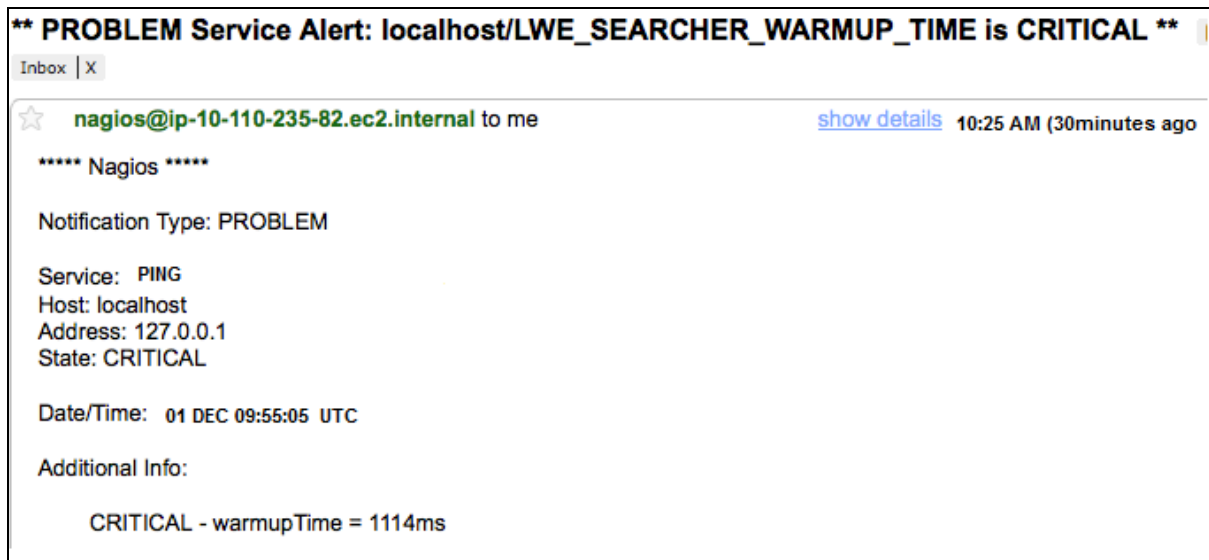 ** PROBLEM Service Alert: localhost/LWE_SEARCHER_WARMUP_TIME is CRITICAL **
Inbox | X
nagios@ip-10-110-235-82.ec2.internal to me show details 10:25 AM (30minutes ago
***** Nagios *****
Notification Type: PROBLEM
Service: PING
Host: localhost
Address: 127.0.0.1
State: CRITICAL
Date/Time: 01 DEC 09:55:05 UTC
Additional Info:
CRITICAL - warmupTime = 1114ms